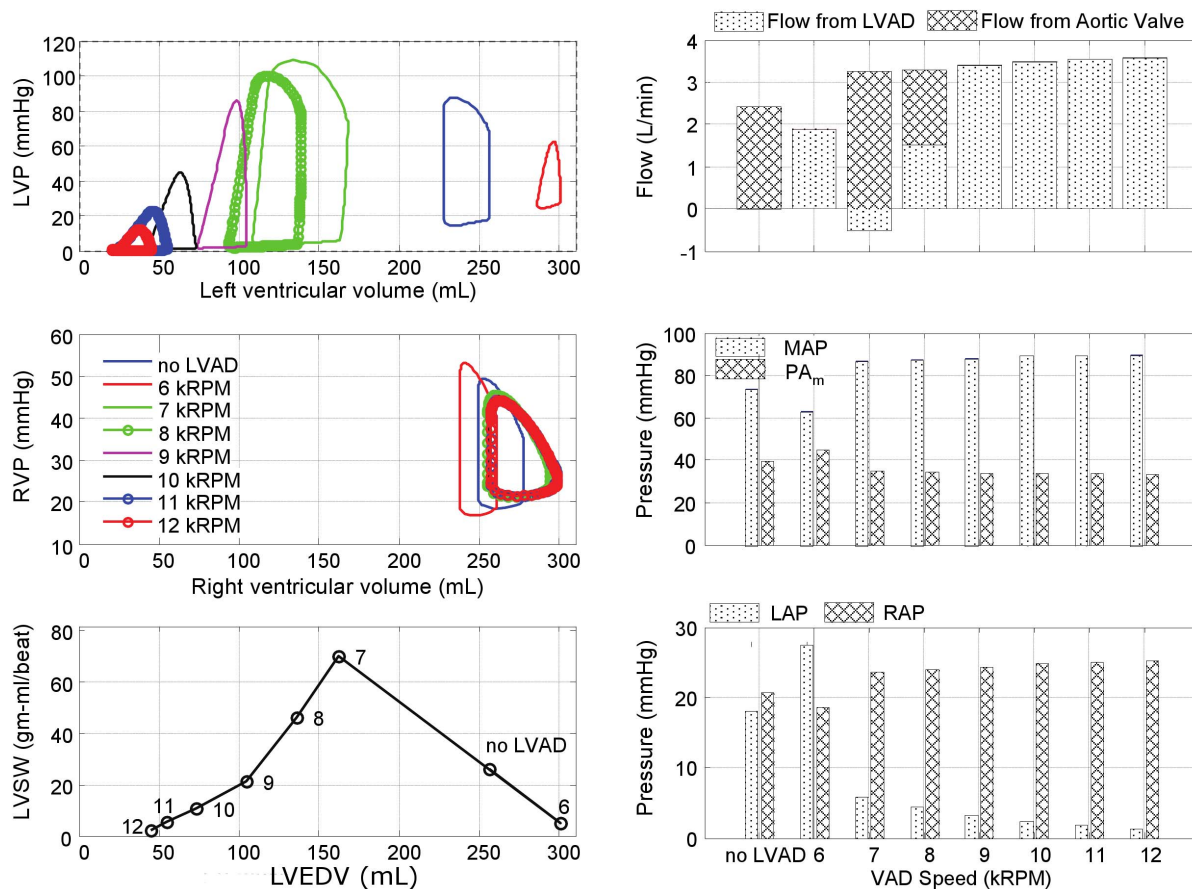 Flow from LVAD Flow from Aortic Valve
120
100
80
60
40
20
0
LVP (mmHg)
0 50 100 150 200 250 300
Left ventricular volume (mL)
4
3
2
1
0
-1
Flow (L/min)
60
50
40
30
20
10
RVP (mmHg)
no LVAD
6 kRPM
7 kRPM
8 kRPM
9 kRPM
10 kRPM
11 kRPM
12 kRPM
0 50 100 150 200 250 300
Right ventricular volume (mL)
100
80
60
40
20
0
Pressure (mmHg)
MAP
PAm
80
60
40
20
0
LVSW (gm-ml/beat)
12
11
10
9
8
7
no LVAD
6
0 50 100 150 200 250 300
LVEDV (mL)
LAP RAP
30
20
10
0
Pressure (mmHg)
no LVAD 6 7 8 9 10 11 12
VAD Speed (kRPM)